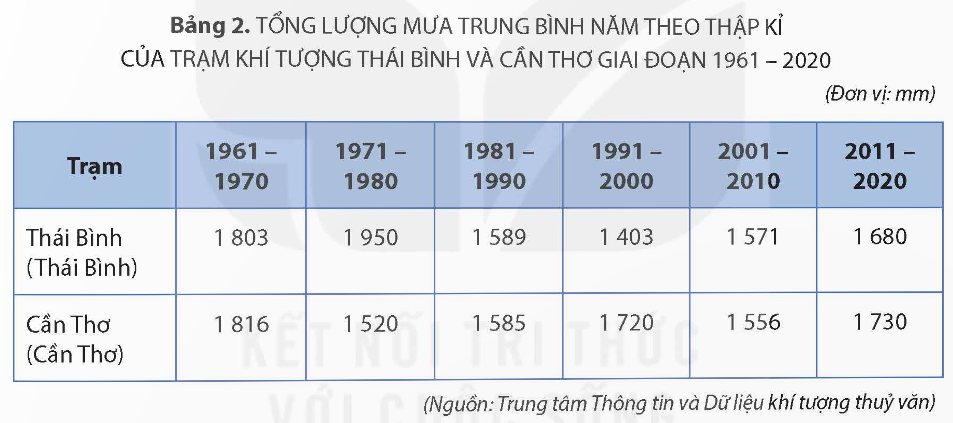 Bảng 2. TỔNG LƯỢNG MƯA TRUNG BÌNH NĂM THEO THẬP KỈ
CỦA TRẠM KHÍ TƯỢNG THÁI BÌNH VÀ CẦN THƠ GIAI ĐOẠN 1961 – 2020
(Đơn vị: mm)
Trạm 1961 – 1971 – 1981 – 1991 – 2001 – 2011 –
1970 1980 1990 2000 2010 2020
Thái Bình 1 803 1 950 1 589 1 403 1 571 1 680
(Thái Bình)
Cần Thơ 1 816 1 520 1 585 1 720 1 556 1 730
(Cần Thơ)
KẾT NỐI TRI THỨC
VỚI CUỘC SỐNG
(Nguồn: Trung tâm Thông tin và Dữ liệu khí tượng thuỷ văn)